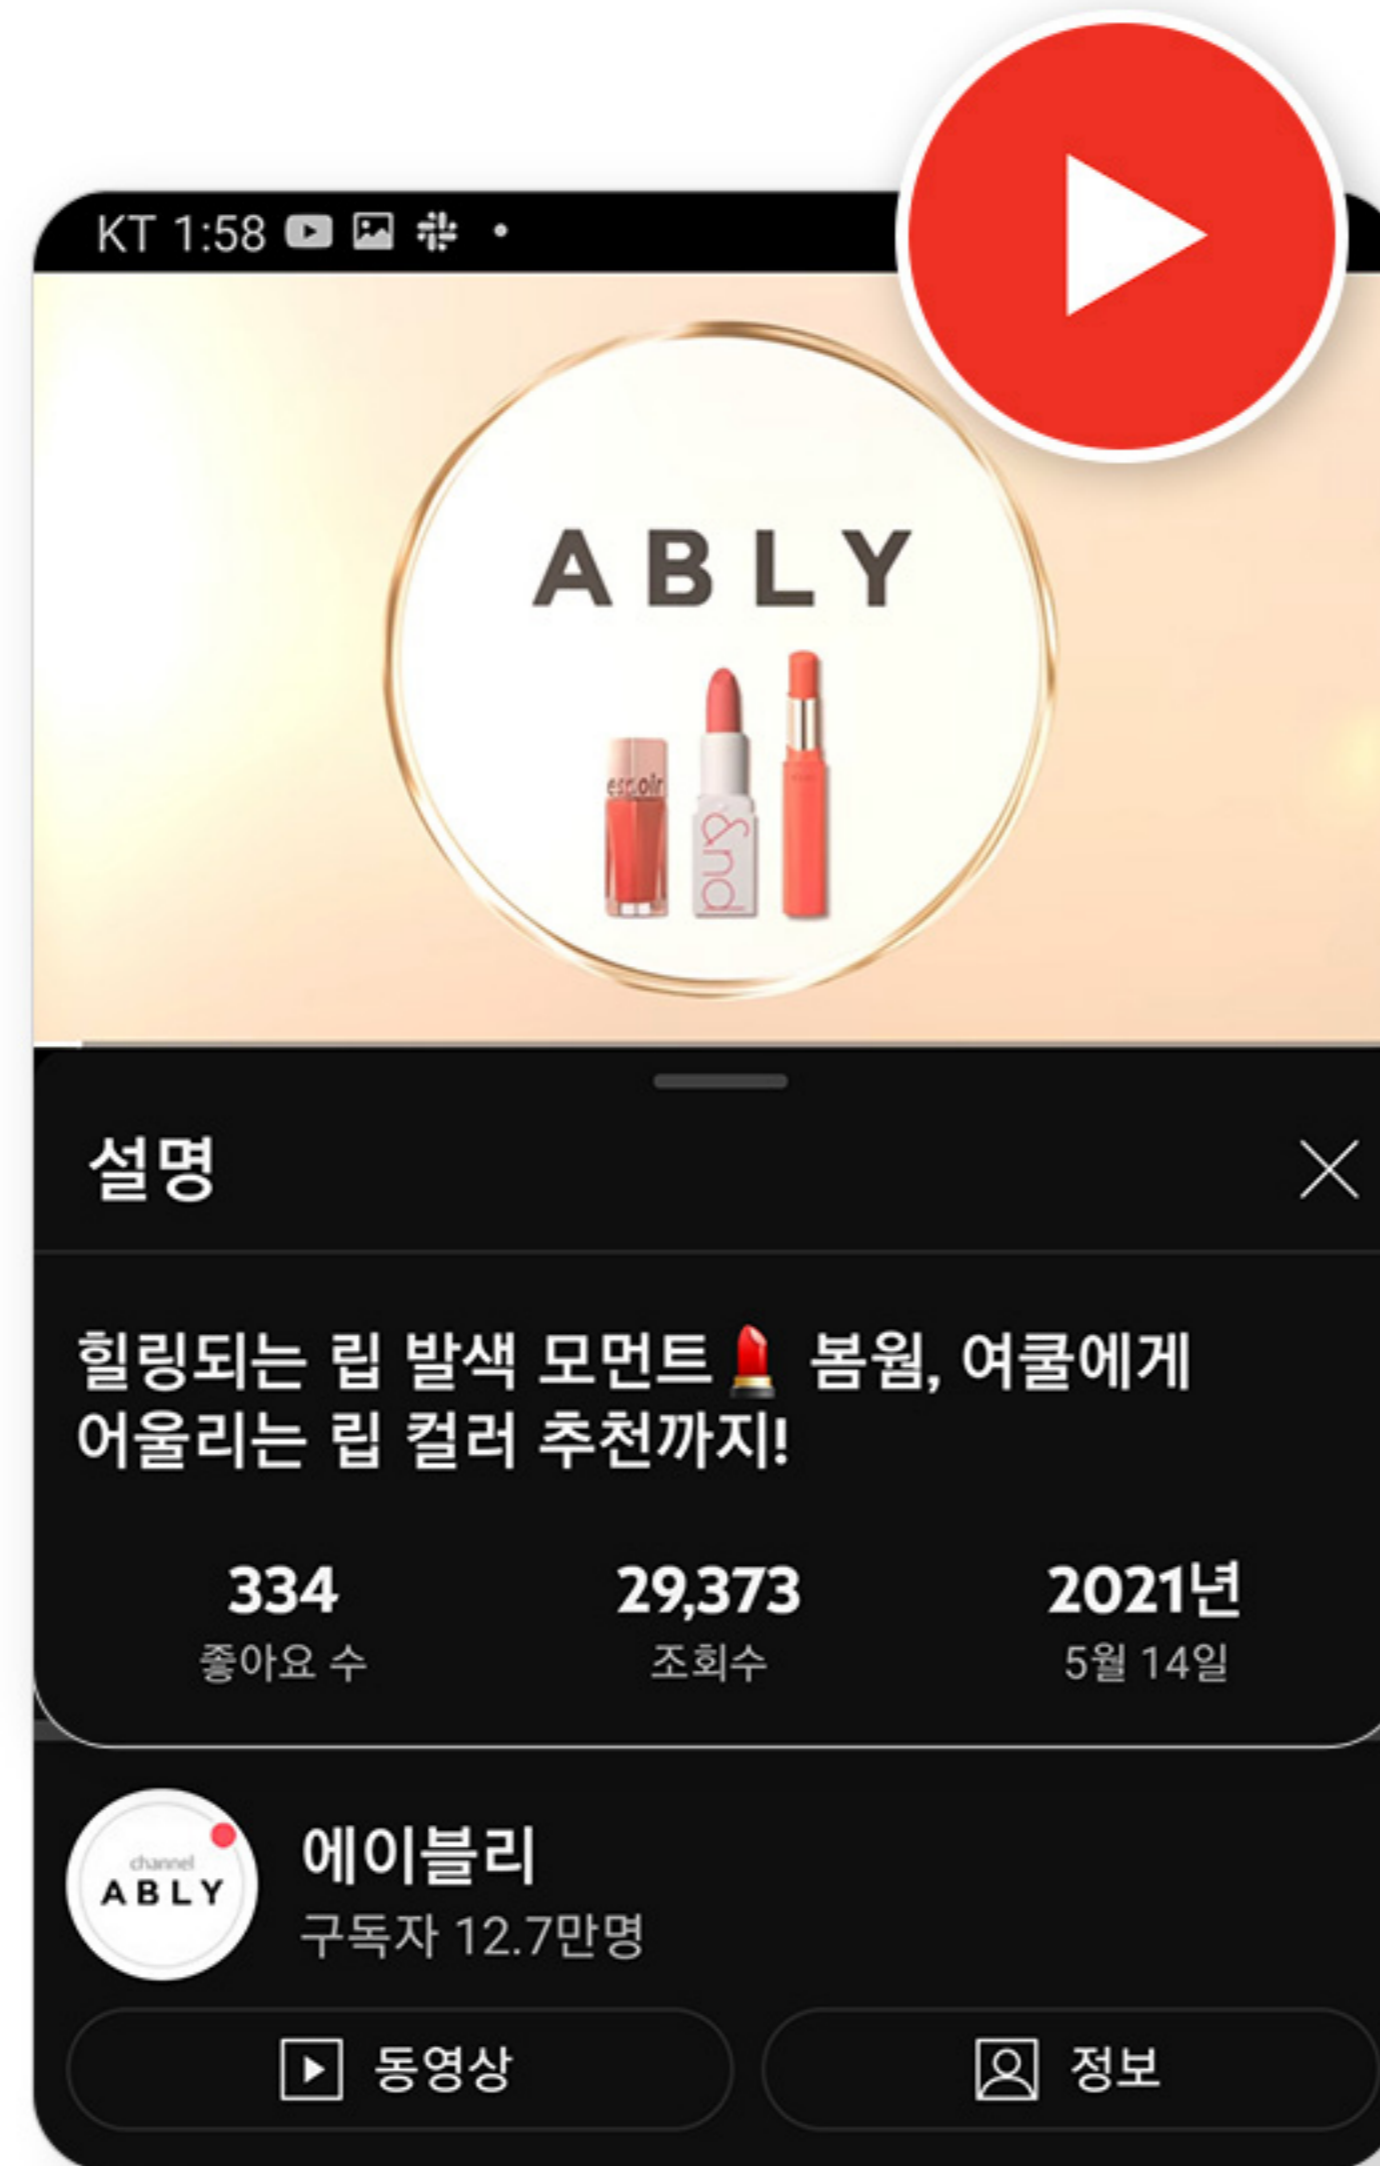 KT 1:58
ABLY
espoir
&nd
설명
힐링되는 립 발색 모먼트💄 봄웜, 여쿨에게
어울리는 립 컬러 추천까지!
334 29,373 2021년
좋아요 수 조회수 5월 14일
channel
ABLY
에이블리
구독자 12.7만명
동영상 정보